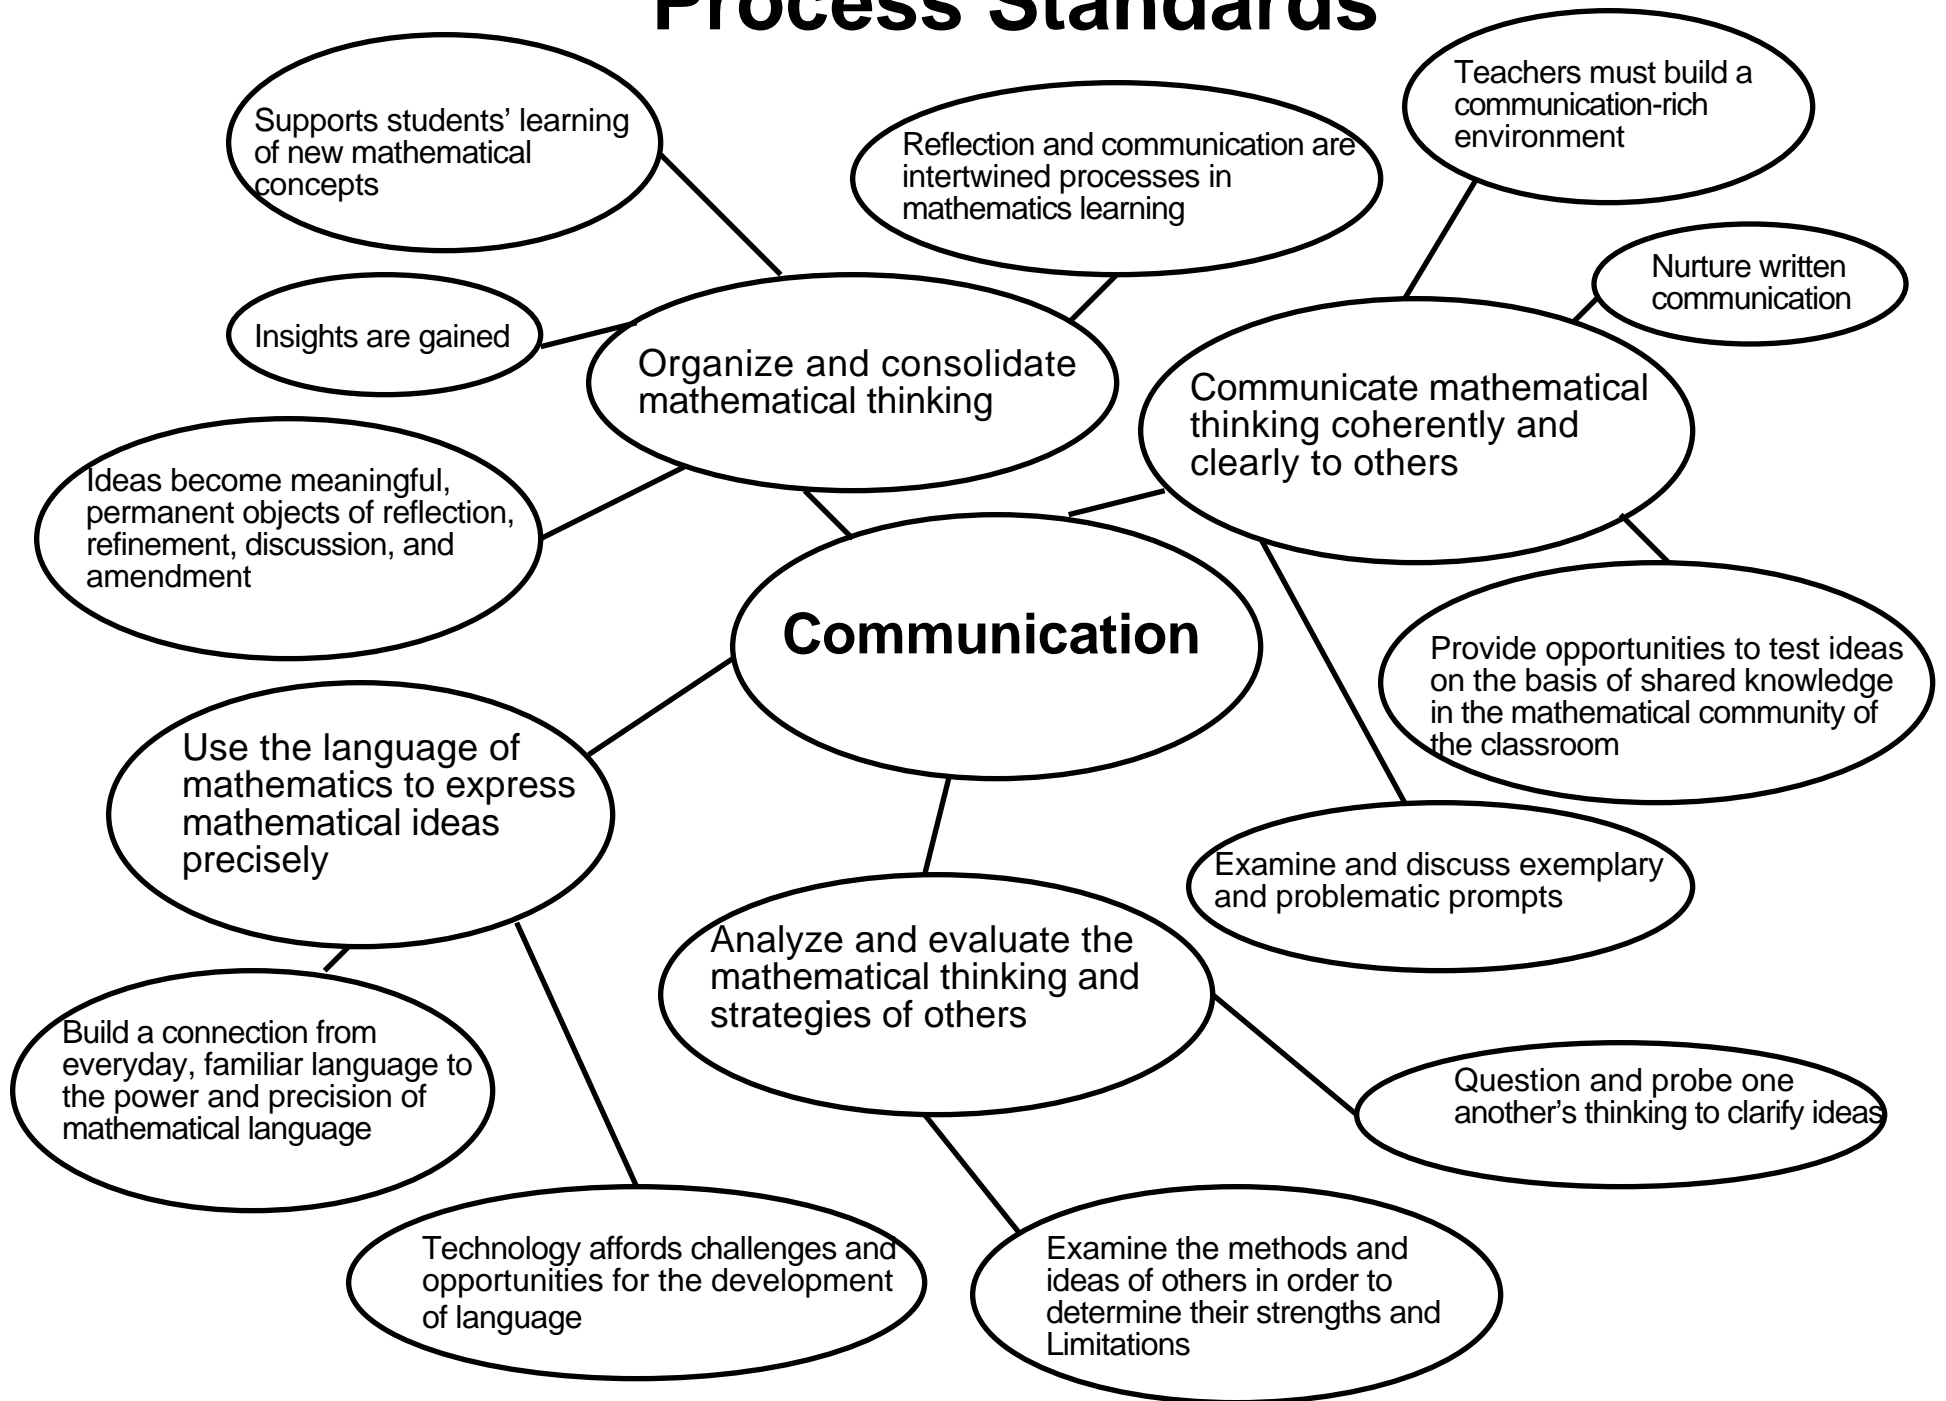 Process Standards
Supports students’ learning
of new mathematical
concepts
Reflection and communication are
intertwined processes in
mathematics learning
Teachers must build a
communication-rich
environment
Nurture written
communication
Insights are gained
Organize and consolidate
mathematical thinking
Communicate mathematical
thinking coherently and
clearly to others
Ideas become meaningful,
permanent objects of reflection,
refinement, discussion, and
amendment
Communication
Provide opportunities to test ideas
on the basis of shared knowledge
in the mathematical community of
the classroom
Use the language of
mathematics to express
mathematical ideas
precisely
Examine and discuss exemplary
and problematic prompts
Analyze and evaluate the
mathematical thinking and
strategies of others
Build a connection from
everyday, familiar language to
the power and precision of
mathematical language
Question and probe one
another’s thinking to clarify ideas
Technology affords challenges and
opportunities for the development
of language
Examine the methods and
ideas of others in order to
determine their strengths and
Limitations